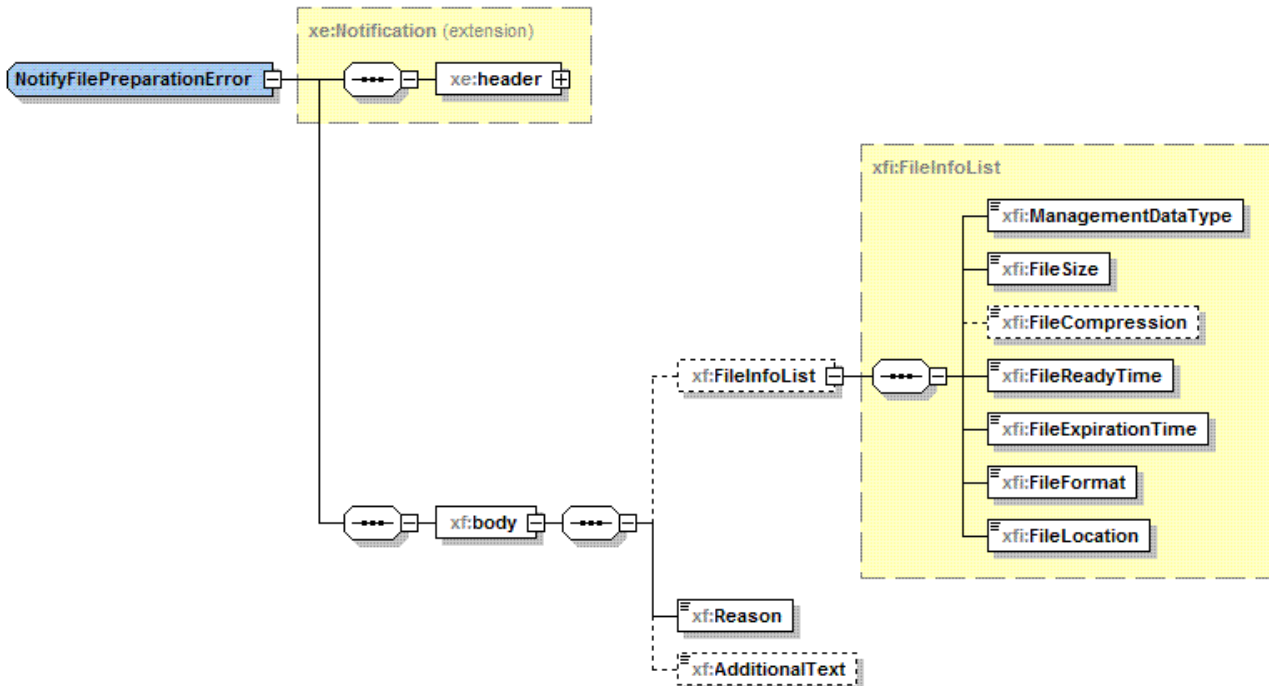 xe:Notification (extension)
NotifyFilePreparationError
xe:header
xfi:FileInfoList
xfi:ManagementDataType
xfi:FileSize
xfi:FileCompression
xf:FileInfoList
xfi:FileReadyTime
xfi:FileExpirationTime
xfi:FileFormat
xf:body
xfi:FileLocation
xf:Reason
xf:AdditionalText